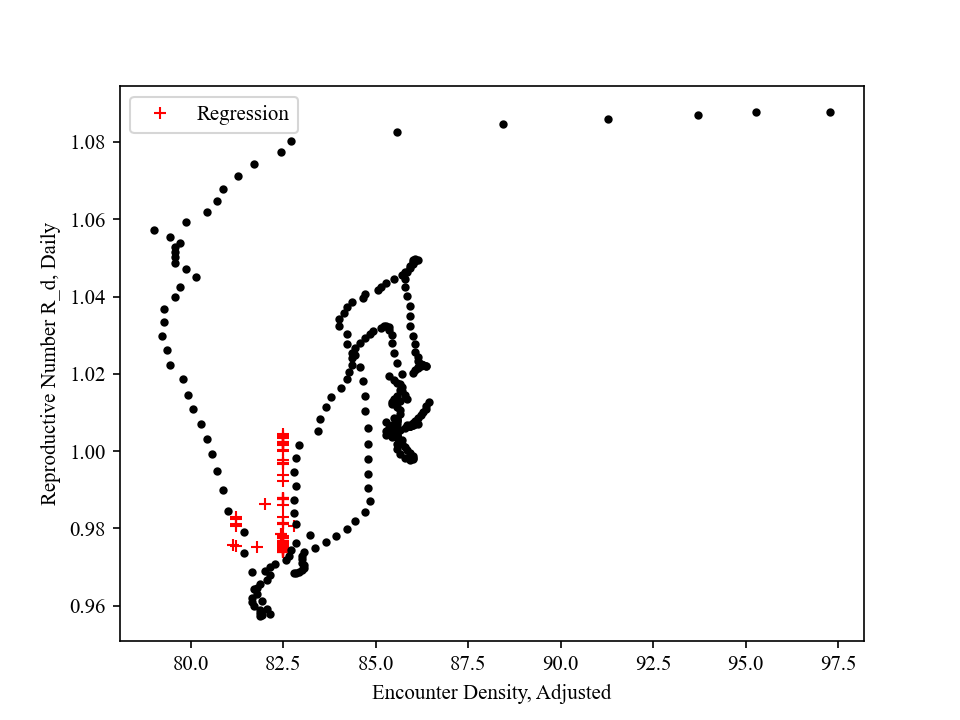 Regression
1.08
1.06
1.04
1.02
1.00
0.98
0.96
Reproductive Number R_d, Daily
80.0 82.5 85.0 87.5 90.0 92.5 95.0 97.5
Encounter Density, Adjusted